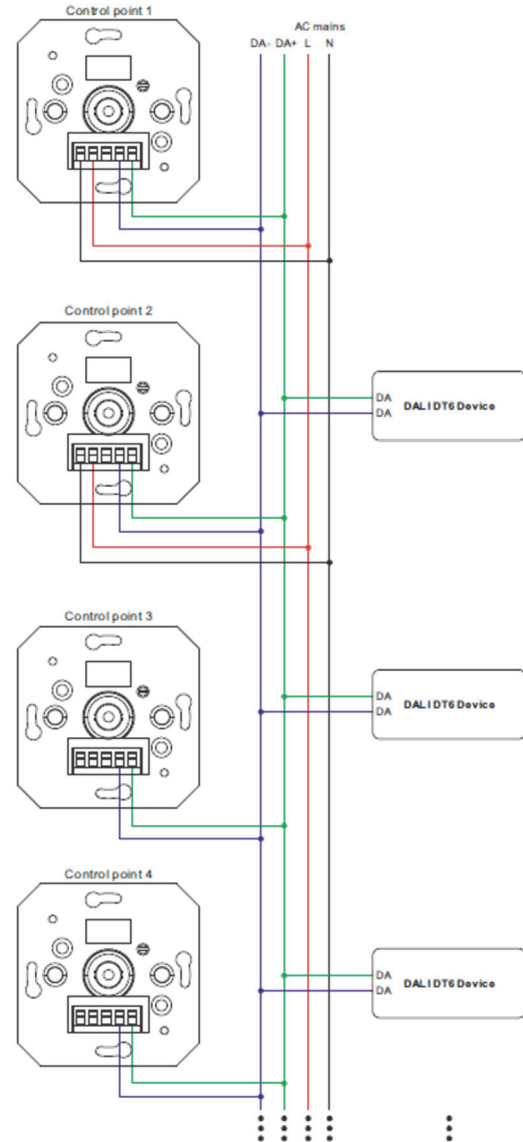 Control point 1
AC mains
DA- DA+ L N
Control point 2
DA
DA
DALI DT6 Device
Control point 3
DA
DA
DALI DT6 Device
Control point 4
DA
DA
DALI DT6 Device